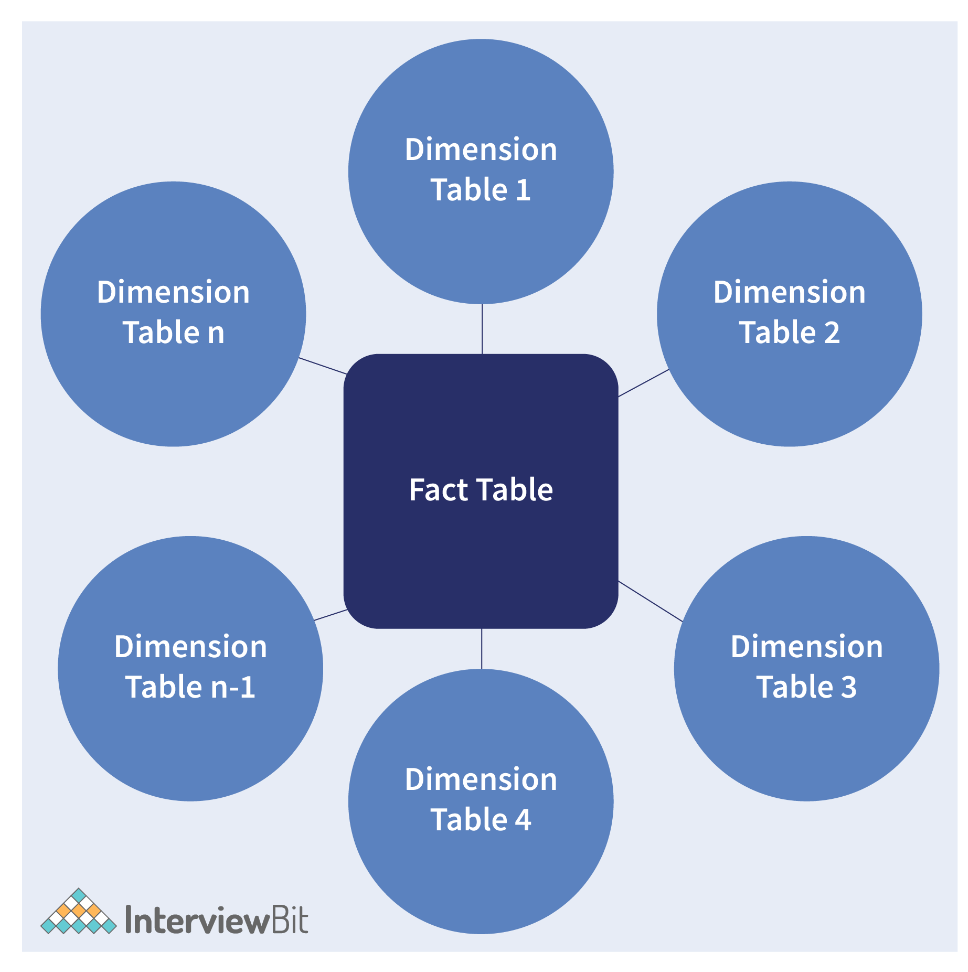 Dimension
Table 1
Dimension
Table n
Dimension
Table 2
Fact Table
Dimension
Table n-1
Dimension
Table 3
Dimension
Table 4
InterviewBit